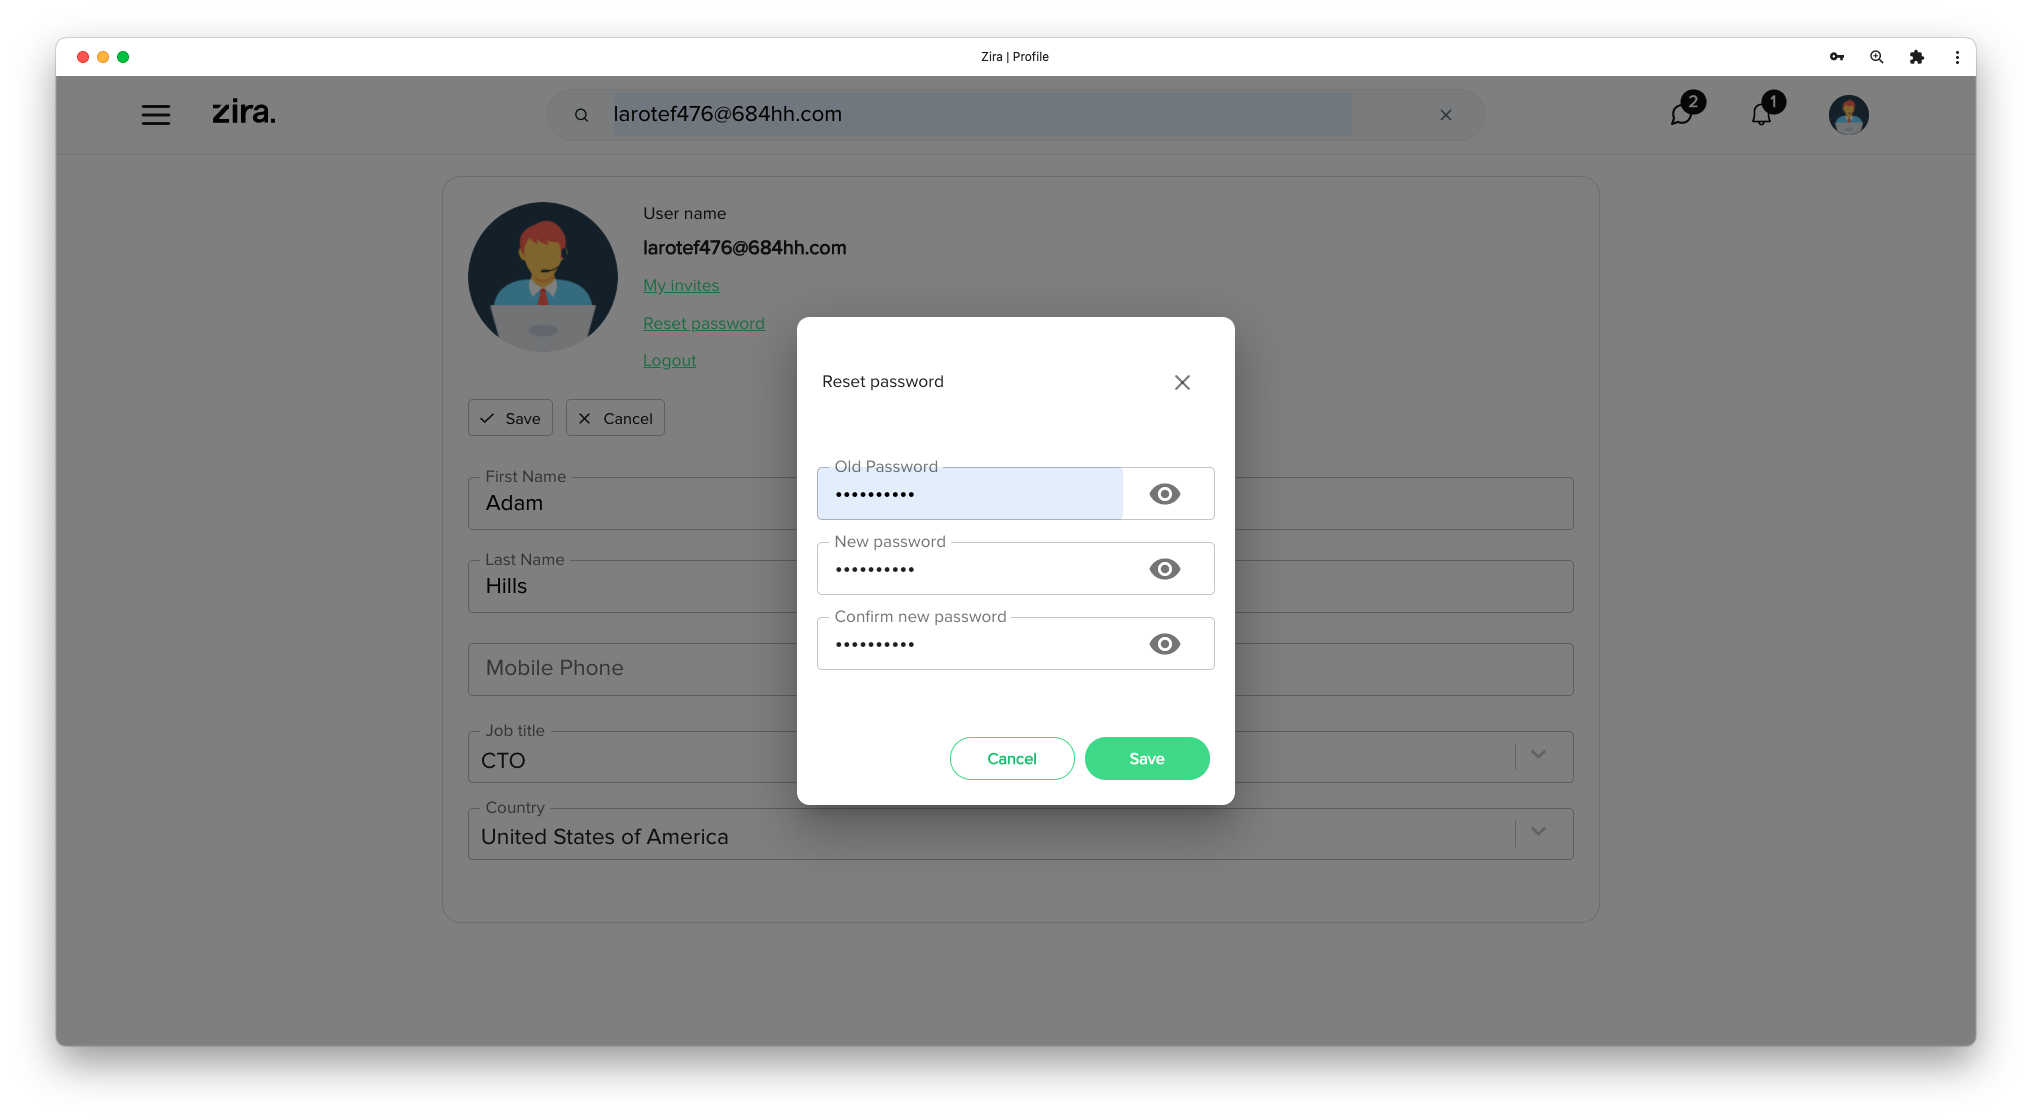 Zira | Profile
zira.
larotef476@684hh.com
2
1
User name
larotef476@684hh.com
My invites
Reset password
Logout
Save
Cancel
First Name
Adam
Last Name
Hills
Mobile Phone
Job title
CTO
Country
United States of America
Reset password
Old Password
••••••••••
New password
••••••••••
Confirm new password
••••••••••
Cancel
Save